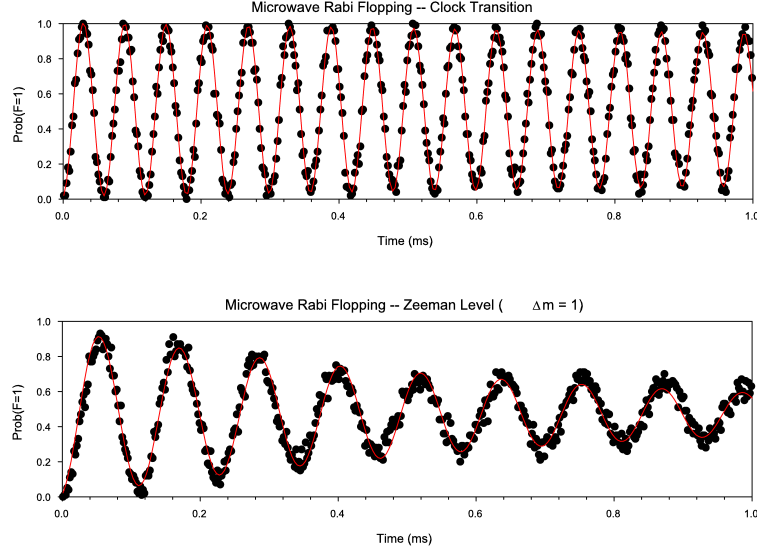 Microwave Rabi Flopping -- Clock Transition
1.0
0.8
0.6
0.4
0.2
0.0
Prob(F=1)
0.0 0.2 0.4 0.6 0.8 1.0
Time (ms)
Microwave Rabi Flopping -- Zeeman Level ( Δm = 1)
1.0
0.8
0.6
0.4
0.2
0.0
Prob(F=1)
0.0 0.2 0.4 0.6 0.8 1.0
Time (ms)